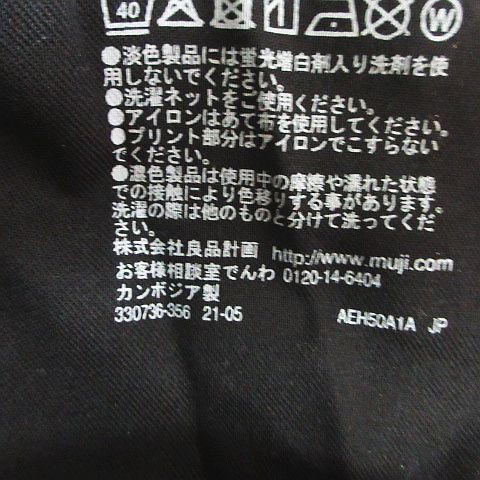 40 W
●淡色製品には蛍光増白剤入り洗剤を使
用しないでください。
●洗濯ネットをご使用ください。
●アイロンはあて布を使用してください。
●プリント部分はアイロンでこすらない
でください。
●濃色製品は使用中の摩擦や濡れた状態
での接触により色移りする事があります。
洗濯の際は他のものと分けて洗ってくだ
さい。
株式会社良品計画 http://www.muji.com
お客様相談室でんわ 0120-14-6404
カンボジア製
330736-356 21-05 AEH50A1A JP